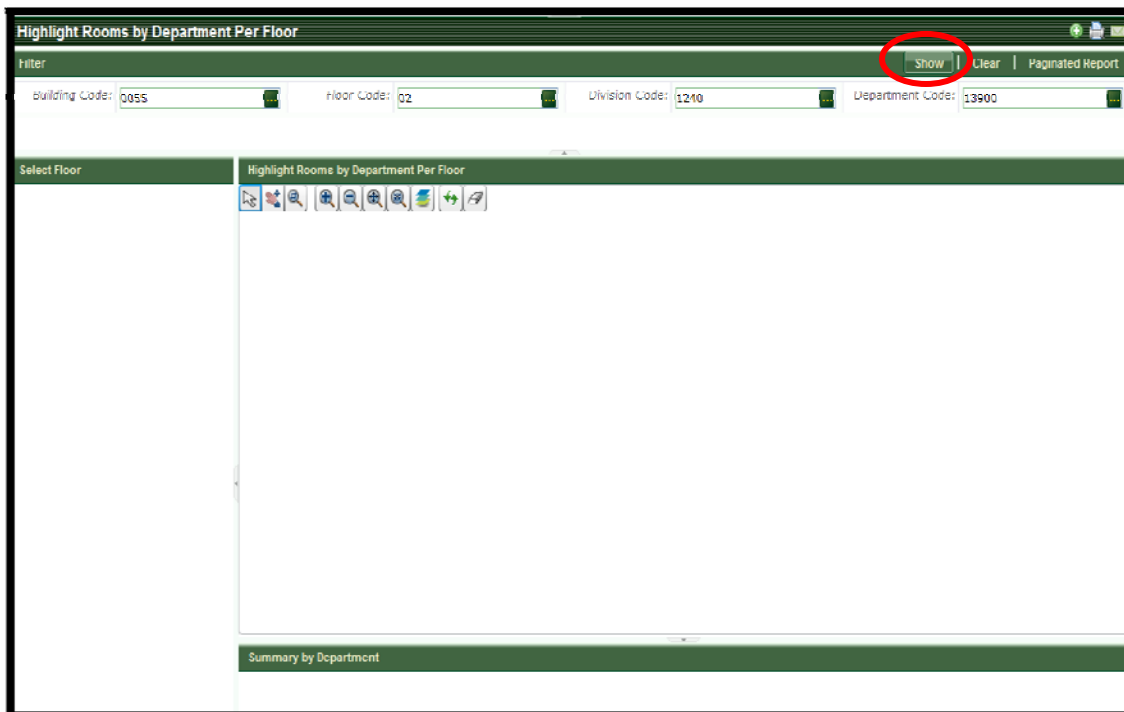 Highlight Rooms by Department Per Floor
Filter Show | Clear | Paginated Report
Building Code: 0055 ... Floor Code: 02 ... Division Code: 1240 ... Department Code: 13900 ...
Select Floor
Highlight Rooms by Department Per Floor
Summary by Department